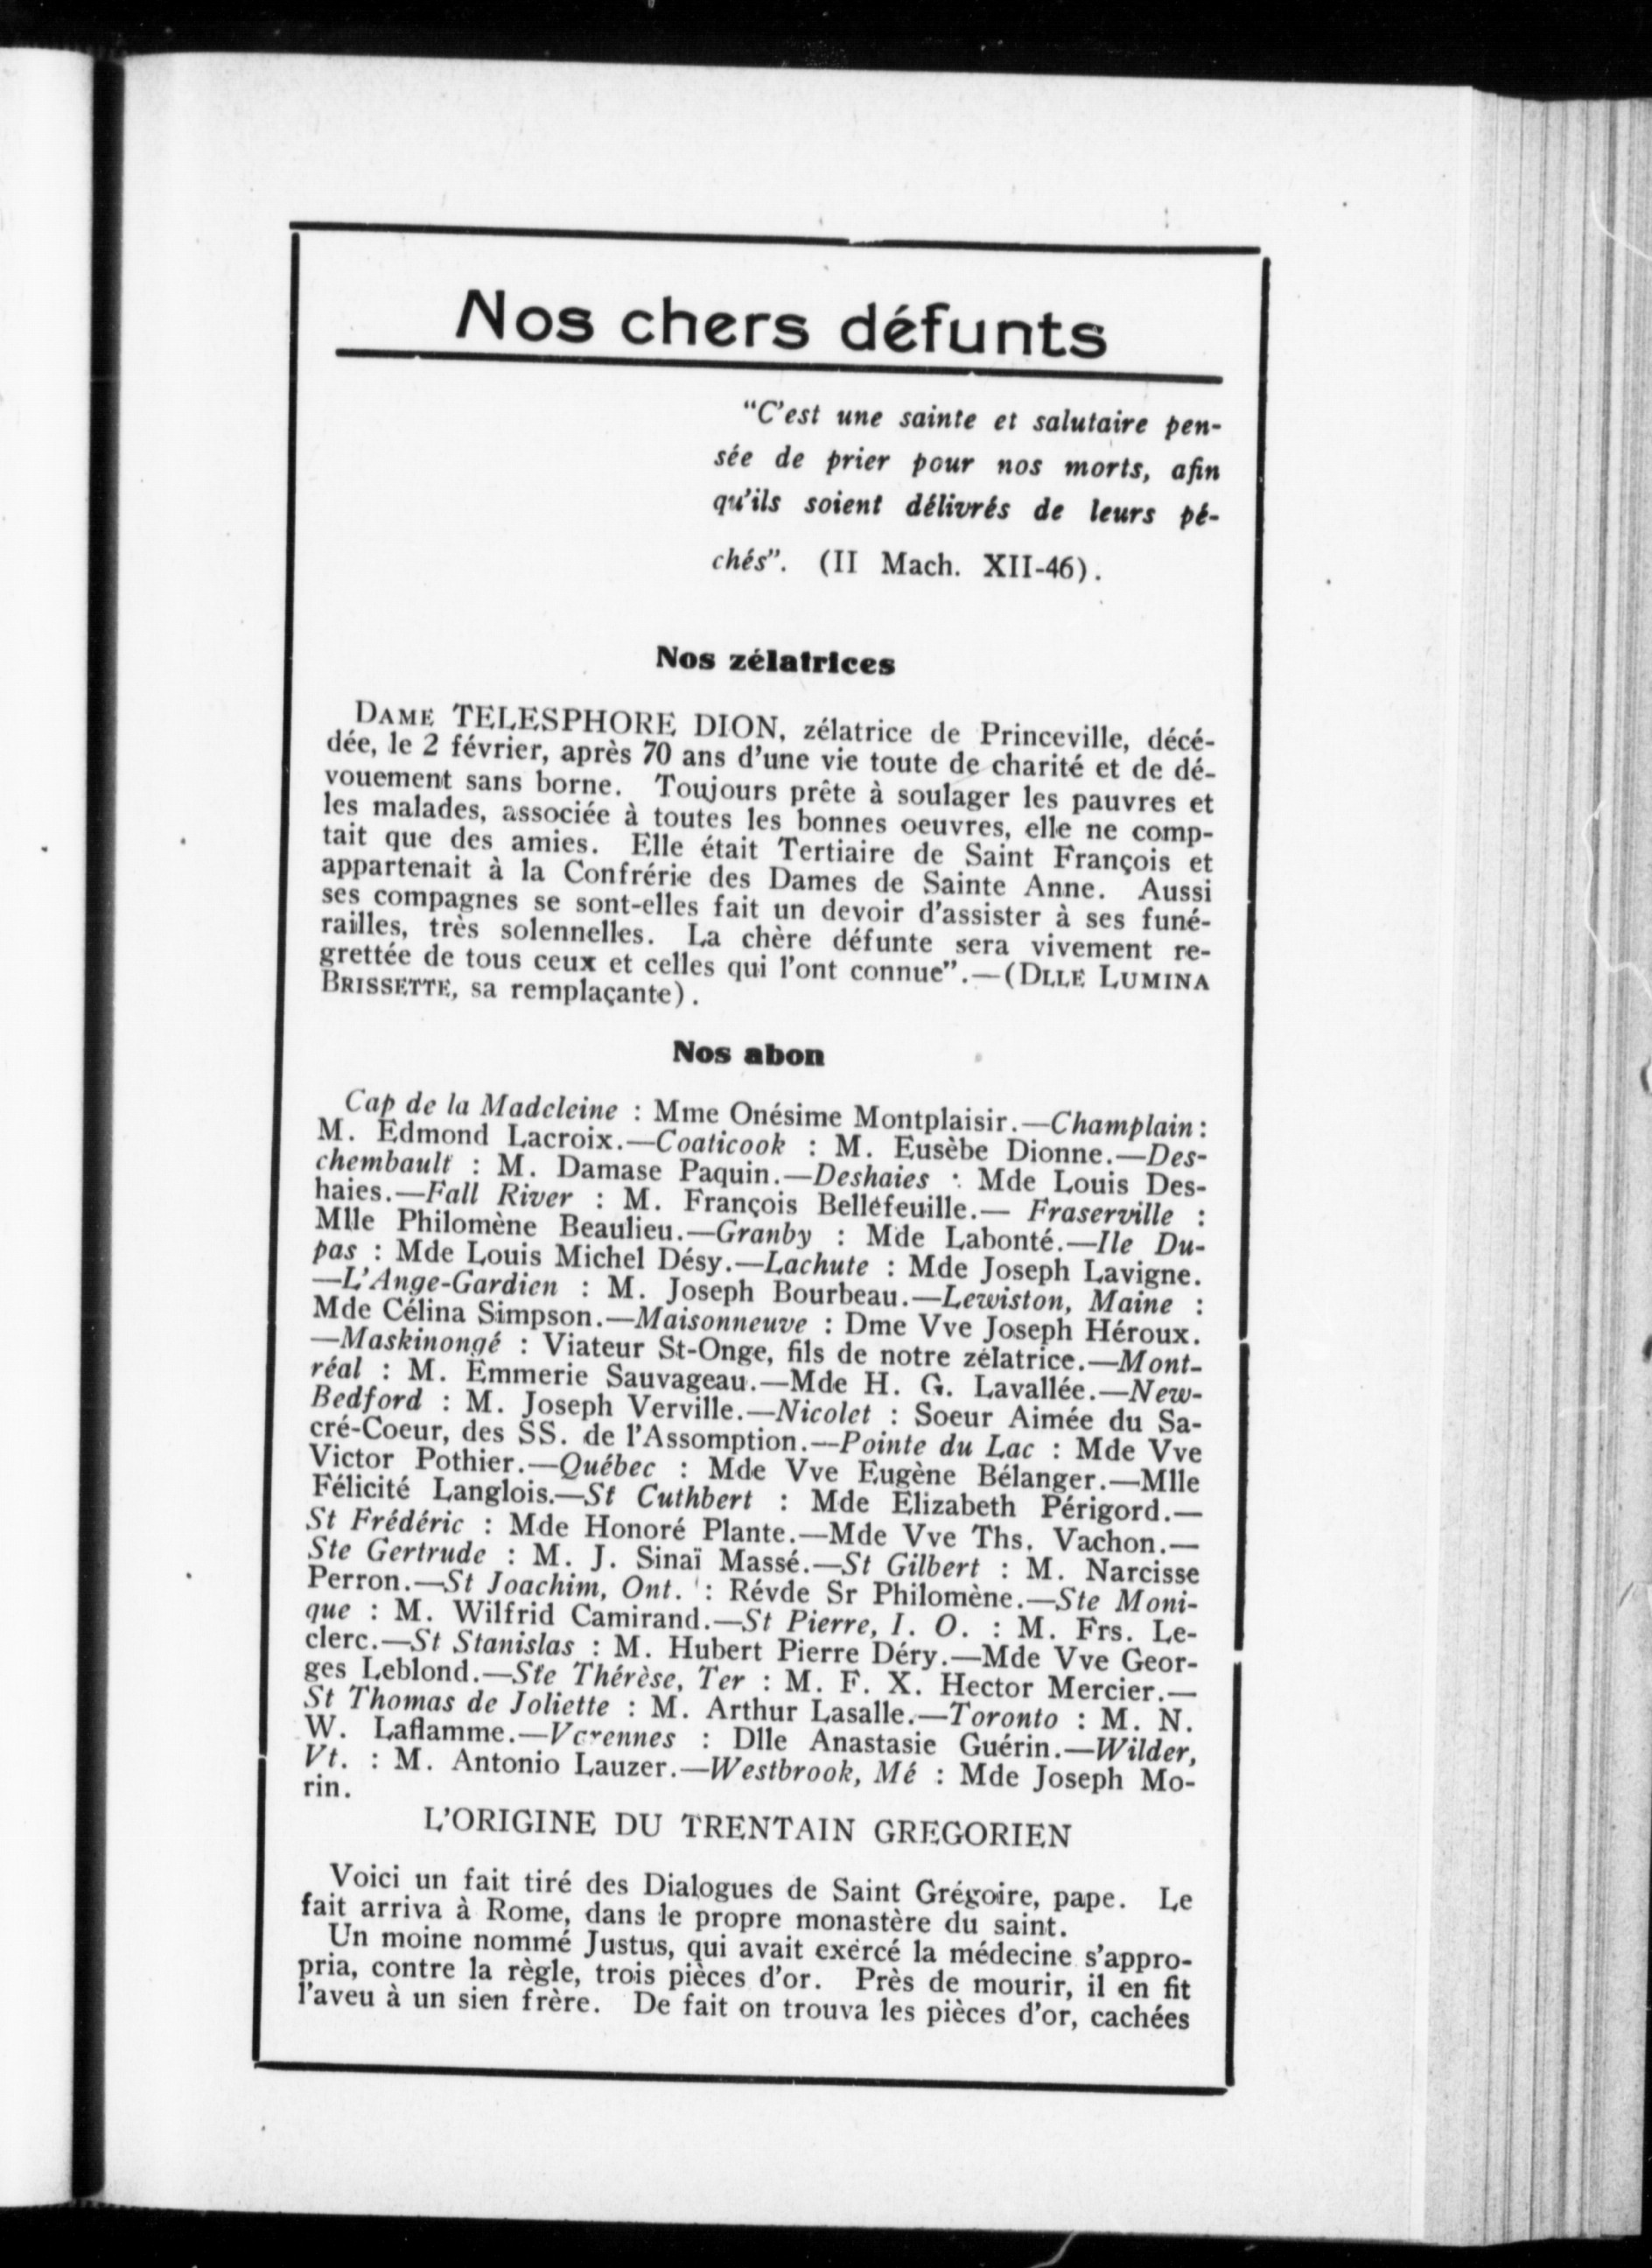 Nos chers défunts
"C'est une sainte et salutaire pen-
sée de prier pour nos morts, afin
qu'ils soient délivrés de leurs pé-
chés". (II Mach. XII-46).
Nos zélatrices
DAME TELESPHORE DION, zélatrice de Princeville, décé-
dée, le 2 février, après 70 ans d'une vie toute de charité et de dé-
vouement sans borne. Toujours prête à soulager les pauvres et
les malades, associée à toutes les bonnes oeuvres, elle ne comp-
tait que des amies. Elle était Tertiaire de Saint François et
appartenait à la Confrérie des Dames de Sainte Anne. Aussi
ses compagnes se sont-elles fait un devoir d'assister à ses funé-
railles, très solennelles. La chère défunte sera vivement re-
grettée de tous ceux et celles qui l'ont connue".—(DLLE LUMINA
BRISSETTE, sa remplaçante).
Nos abon
Cap de la Madeleine : Mme Onésime Montplaisir.—Champlain :
M. Edmond Lacroix.—Coaticook : M. Eusèbe Dionne.—Des-
chembault : M. Damase Paquin.—Deshaies : Mde Louis Des-
haies.—Fall River : M. François Bellefeuille.— Fraserville :
Mlle Philomène Beaulieu.—Granby : Mde Labonté.—Ile Du-
pas : Mde Louis Michel Désy.—Lachute : Mde Joseph Lavigne.
—L'Ange-Gardien : M. Joseph Bourbeau.—Lewiston, Maine :
Mde Célina Simpson.—Maisonneuve : Dme Vve Joseph Héroux.
—Maskinongé : Viateur St-Onge, fils de notre zélatrice.—Mont-
réal : M. Emmerie Sauvageau.—Mde H. G. Lavallée.—New-
Bedford : M. Joseph Verville.—Nicolet : Soeur Aimée du Sa-
cré-Coeur, des SS. de l'Assomption.—Pointe du Lac : Mde Vve
Victor Pothier.—Québec : Mde Vve Eugène Bélanger.—Mlle
Félicité Langlois.—St Cuthbert : Mde Elizabeth Périgord.—
St Frédéric : Mde Honoré Plante.—Mde Vve Ths. Vachon.—
Ste Gertrude : M. J. Sinaï Massé.—St Gilbert : M. Narcisse
Perron.—St Joachim, Ont. : Révde Sr Philomène.—Ste Moni-
que : M. Wilfrid Camirand.—St Pierre, I. O. : M. Frs. Le-
clerc.—St Stanislas : M. Hubert Pierre Déry.—Mde Vve Geor-
ges Leblond.—Ste Thérèse, Ter : M. F. X. Hector Mercier.—
St Thomas de Joliette : M. Arthur Lasalle.—Toronto : M. N.
W. Laflamme.—Varennes : Dlle Anastasie Guérin.—Wilder,
Vt. : M. Antonio Lauzer.—Westbrook, Mé : Mde Joseph Mo-
rin.
L'ORIGINE DU TRENTAIN GREGORIEN
Voici un fait tiré des Dialogues de Saint Grégoire, pape. Le
fait arriva à Rome, dans le propre monastère du saint.
Un moine nommé Justus, qui avait exercé la médecine s'appro-
pria, contre la règle, trois pièces d'or. Près de mourir, il en fit
l'aveu à un sien frère. De fait on trouva les pièces d'or, cachées